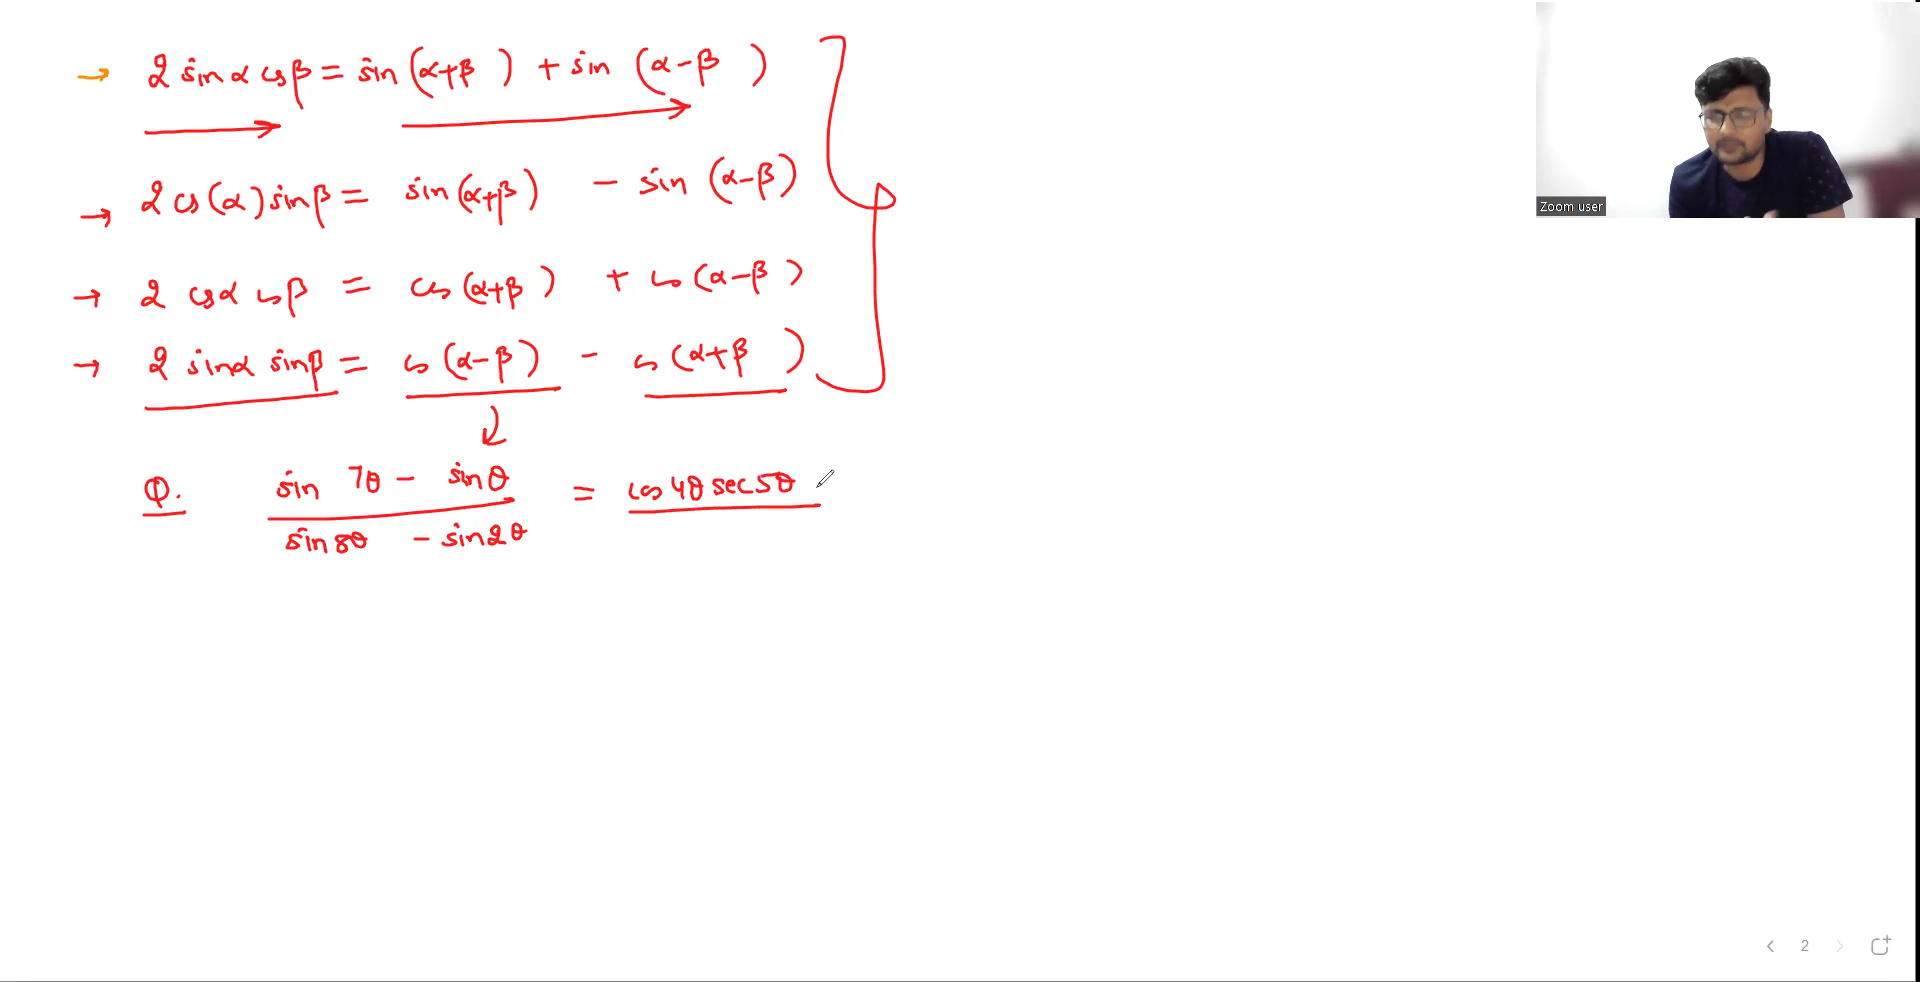 → 2 sin α cos β = sin (α+β) + sin (α-β)
→ 2 cos(α) sin β = sin(α+β) - sin (α-β)
→ 2 cos α cos β = cos (α+β) + cos (α-β)
→ 2 sin α sin β = cos (α-β) - cos (α+β)
Q. sin 7θ - sin θ
= cos 4θ sec 5θ
sin 8θ - sin 2θ
Zoom user
2